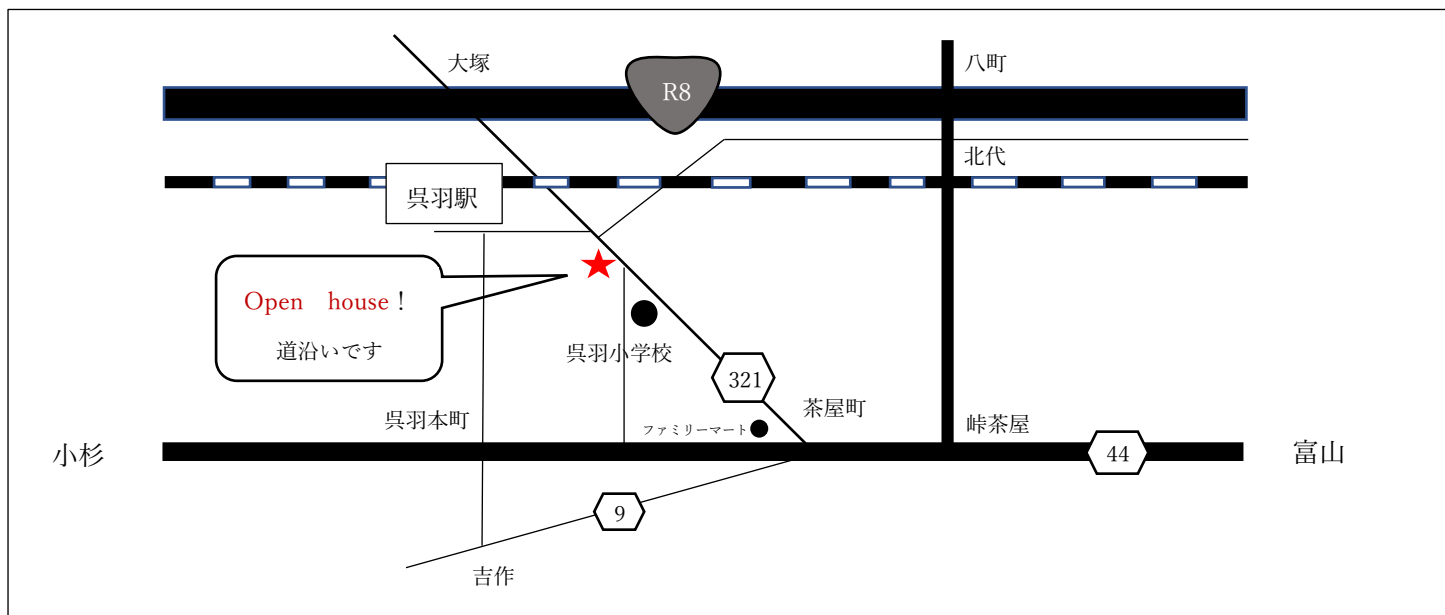 大塚
R8
八町
北代
呉羽駅
Open　house！
道沿いです
呉羽小学校
321
呉羽本町
ファミリーマート
茶屋町
峠茶屋
小杉
44
富山
9
吉作